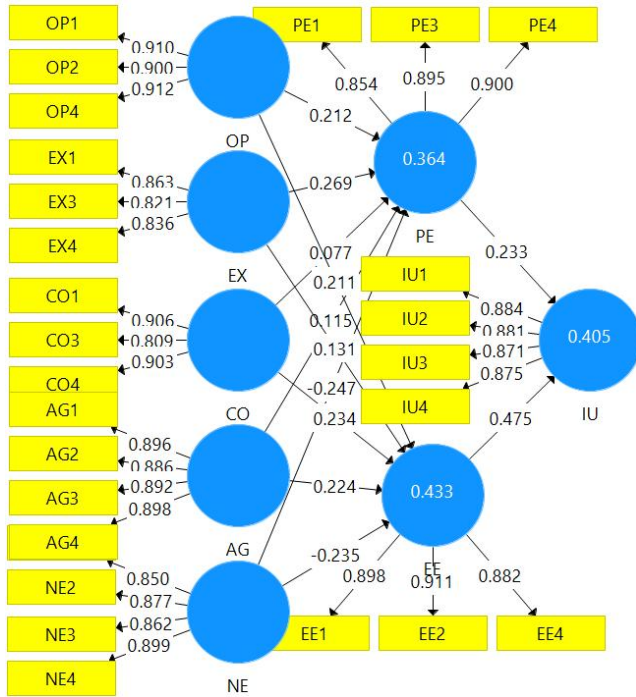 OP1
OP2
OP4
0.910
0.900
0.912
OP
EX1
EX3
EX4
0.863
0.821
0.836
EX
CO1
CO3
CO4
0.906
0.809
0.903
CO
AG1
AG2
AG3
AG4
0.896
0.886
0.892
0.898
AG
NE2
NE3
NE4
0.850
0.877
0.862
0.899
NE
PE1
PE3
PE4
0.854
0.895
0.900
0.364
PE
0.212
0.269
0.077
0.211
0.115
0.131
-0.247
0.234
0.224
-0.235
IU1
IU2
IU3
IU4
0.884
0.881
0.871
0.875
0.405
IU
0.233
0.475
0.433
EE
0.898
0.911
0.882
EE1
EE2
EE4